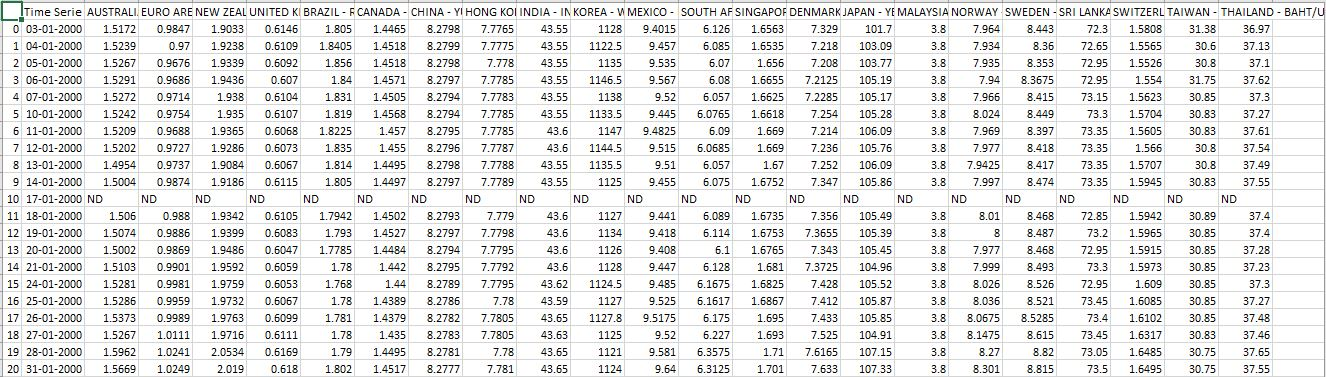 Time Serie AUSTRALI EURO ARE NEW ZEAL UNITED K BRAZIL - R CANADA - CHINA - YU HONG KO INDIA - IN KOREA - W MEXICO - SOUTH AF SINGAPOR DENMARK JAPAN - YE MALAYSIA NORWAY SWEDEN - SRI LANKA SWITZERL TAIWAN - THAILAND - BAHT/U
0 03-01-2000 1.5172 0.9847 1.9033 0.6146 1.805 1.4465 8.2798 7.7765 43.55 1128 9.4015 6.126 1.6563 7.329 101.7 3.8 7.964 8.443 72.3 1.5808 31.38 36.97
1 04-01-2000 1.5239 0.97 1.9238 0.6109 1.8405 1.4518 8.2799 7.7775 43.55 1122.5 9.457 6.085 1.6535 7.218 103.09 3.8 7.934 8.36 72.65 1.5565 30.6 37.13
2 05-01-2000 1.5267 0.9676 1.9339 0.6092 1.856 1.4518 8.2798 7.778 43.55 1135 9.535 6.07 1.656 7.208 103.77 3.8 7.935 8.353 72.95 1.5526 30.8 37.1
3 06-01-2000 1.5291 0.9686 1.9436 0.607 1.84 1.4571 8.2797 7.7785 43.55 1146.5 9.567 6.08 1.6655 7.2125 105.19 3.8 7.94 8.3675 72.95 1.554 31.75 37.62
4 07-01-2000 1.5272 0.9714 1.938 0.6104 1.831 1.4505 8.2794 7.7783 43.55 1138 9.52 6.057 1.6625 7.2285 105.17 3.8 7.966 8.415 73.15 1.5623 30.85 37.3
5 10-01-2000 1.5242 0.9754 1.935 0.6107 1.819 1.4568 8.2794 7.7785 43.55 1133.5 9.445 6.0765 1.6618 7.254 105.28 3.8 8.024 8.449 73.3 1.5704 30.83 37.27
6 11-01-2000 1.5209 0.9688 1.9365 0.6068 1.8225 1.457 8.2795 7.7785 43.6 1147 9.4825 6.09 1.669 7.214 106.09 3.8 7.969 8.397 73.35 1.5605 30.83 37.61
7 12-01-2000 1.5202 0.9727 1.9286 0.6073 1.835 1.455 8.2796 7.7787 43.6 1144.5 9.515 6.0685 1.669 7.236 105.76 3.8 7.977 8.418 73.35 1.566 30.8 37.54
8 13-01-2000 1.4954 0.9737 1.9084 0.6067 1.814 1.4495 8.2798 7.7788 43.55 1135.5 9.51 6.057 1.67 7.252 106.09 3.8 7.9425 8.417 73.35 1.5707 30.8 37.49
9 14-01-2000 1.5004 0.9874 1.9186 0.6115 1.805 1.4497 8.2797 7.7789 43.55 1125 9.455 6.075 1.6752 7.347 105.86 3.8 7.997 8.474 73.35 1.5945 30.83 37.55
10 17-01-2000 ND ND ND ND ND ND ND ND ND ND ND ND ND ND ND ND ND ND ND ND ND ND
11 18-01-2000 1.506 0.988 1.9342 0.6105 1.7942 1.4502 8.2793 7.779 43.6 1127 9.441 6.089 1.6735 7.356 105.49 3.8 8.01 8.468 72.85 1.5942 30.89 37.4
12 19-01-2000 1.5074 0.9886 1.9399 0.6083 1.793 1.4527 8.2797 7.7798 43.6 1134 9.418 6.114 1.6753 7.3655 105.39 3.8 8 8.487 73.2 1.5965 30.85 37.4
13 20-01-2000 1.5002 0.9869 1.9486 0.6047 1.7785 1.4484 8.2794 7.7795 43.6 1126 9.408 6.1 1.6765 7.343 105.45 3.8 7.977 8.468 72.95 1.5915 30.85 37.28
14 21-01-2000 1.5103 0.9901 1.9592 0.6059 1.78 1.442 8.2795 7.7792 43.6 1128 9.447 6.128 1.681 7.3725 104.96 3.8 7.999 8.493 73.3 1.5973 30.85 37.23
15 24-01-2000 1.5281 0.9981 1.9759 0.6053 1.768 1.44 8.2789 7.7795 43.62 1124.5 9.485 6.1675 1.6825 7.428 105.52 3.8 8.026 8.526 72.95 1.609 30.85 37.3
16 25-01-2000 1.5286 0.9959 1.9732 0.6067 1.78 1.4389 8.2786 7.78 43.59 1127 9.525 6.1617 1.6867 7.412 105.87 3.8 8.036 8.521 73.45 1.6085 30.85 37.27
17 26-01-2000 1.5373 0.9989 1.9763 0.6099 1.781 1.4379 8.2782 7.7805 43.65 1127.8 9.5175 6.175 1.695 7.433 105.85 3.8 8.0675 8.5285 73.4 1.6102 30.85 37.48
18 27-01-2000 1.5267 1.0111 1.9716 0.6111 1.78 1.435 8.2783 7.7805 43.63 1125 9.52 6.227 1.693 7.525 104.91 3.8 8.1475 8.615 73.45 1.6317 30.83 37.46
19 28-01-2000 1.5962 1.0241 2.0534 0.6169 1.79 1.4495 8.2781 7.78 43.65 1121 9.581 6.3575 1.71 7.6165 107.15 3.8 8.27 8.82 73.05 1.6485 30.75 37.65
20 31-01-2000 1.5669 1.0249 2.019 0.618 1.802 1.4517 8.2777 7.781 43.65 1124 9.64 6.3125 1.701 7.633 107.33 3.8 8.301 8.815 73.5 1.6495 30.75 37.55